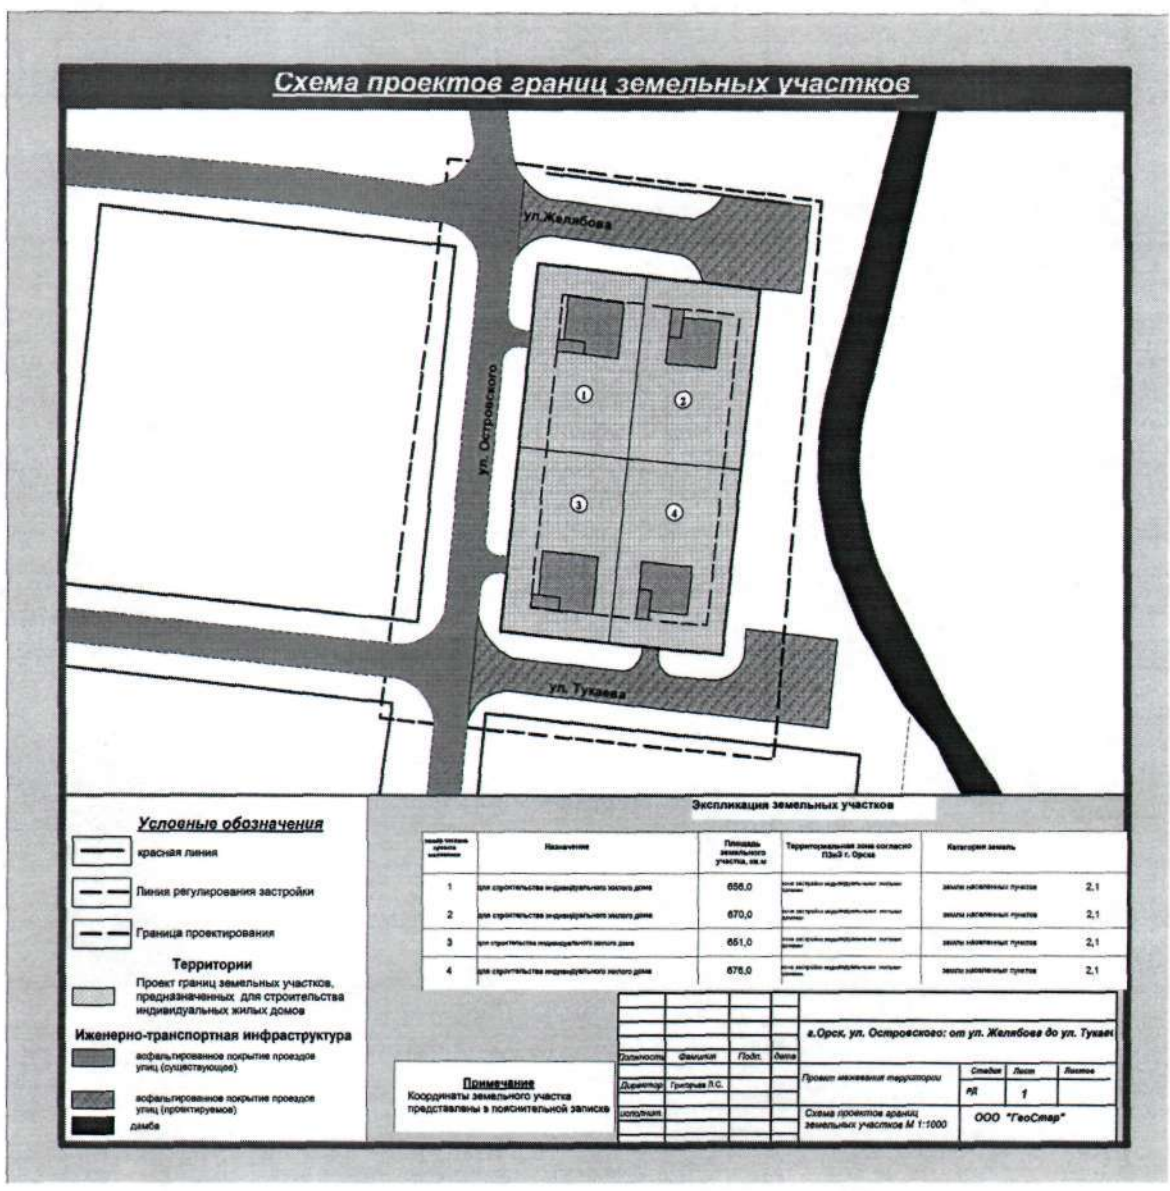 Схема проектов границ земельных участков
ул.Желябова
ул. Островского
1
2
3
4
ул. Тукаева
Условные обозначения
красная линия
Линия регулирования застройки
Граница проектирования
Территории
Проект границ земельных участков,
предназначенных для строительства
индивидуальных жилых домов
Иженерно-транспортная инфраструктура
асфальтированное покрытие проездов
улиц (существующее)
асфальтированное покрытие проездов
улиц (проектируемое)
дамба
Экспликация земельных участков
Назначение
Площадь
земельного
участка, кв.м
Территориальная зона согласно
ПЗиЗ г. Орска
Категория земель
1 для строительства индивидуального жилого дома 656,0 земли населенных пунктов 2,1
2 для строительства индивидуального жилого дома 670,0 земли населенных пунктов 2,1
3 для строительства индивидуального жилого дома 651,0 земли населенных пунктов 2,1
4 для строительства индивидуального жилого дома 676,0 земли населенных пунктов 2,1
Примечание
Координаты земельного участка
представлены в пояснительной записке
г.Орск, ул. Островского: от ул. Желябова до ул. Тукаев
Должность Фамилия Подп. дата
Директор Григорьев Л.С.
исполнит.
Проект межевания территории
Стадия Лист Листов
РД 1
Схема проектов границ
земельных участков М 1:1000
ООО "ГеоСтар"